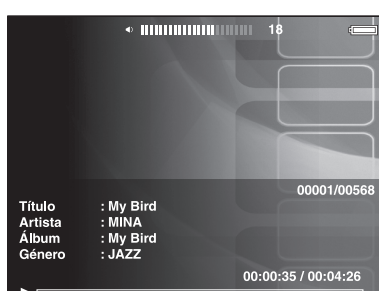 18
00001/00568
Título : My Bird
Artista : MINA
Álbum : My Bird
Género : JAZZ
00:00:35 / 00:04:26